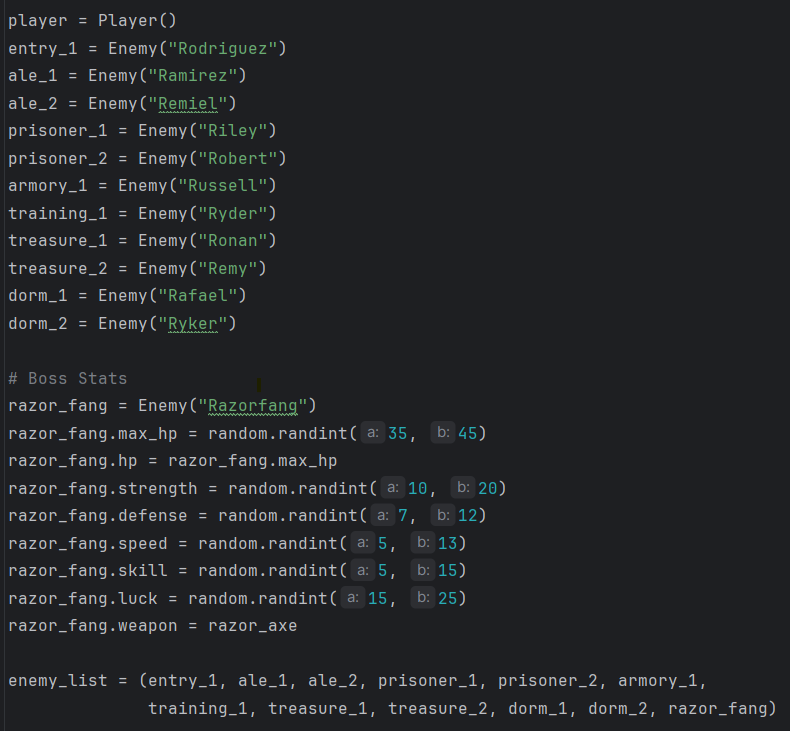 player = Player()
entry_1 = Enemy("Rodriguez")
ale_1 = Enemy("Ramirez")
ale_2 = Enemy("Remiel")
prisoner_1 = Enemy("Riley")
prisoner_2 = Enemy("Robert")
armory_1 = Enemy("Russell")
training_1 = Enemy("Ryder")
treasure_1 = Enemy("Ronan")
treasure_2 = Enemy("Remy")
dorm_1 = Enemy("Rafael")
dorm_2 = Enemy("Ryker")
# Boss Stats
razor_fang = Enemy("Razorfang")
razor_fang.max_hp = random.randint( a: 35, b: 45)
razor_fang.hp = razor_fang.max_hp
razor_fang.strength = random.randint( a: 10, b: 20)
razor_fang.defense = random.randint( a: 7, b: 12)
razor_fang.speed = random.randint( a: 5, b: 13)
razor_fang.skill = random.randint( a: 5, b: 15)
razor_fang.luck = random.randint( a: 15, b: 25)
razor_fang.weapon = razor_axe
enemy_list = (entry_1, ale_1, ale_2, prisoner_1, prisoner_2, armory_1,
training_1, treasure_1, treasure_2, dorm_1, dorm_2, razor_fang)